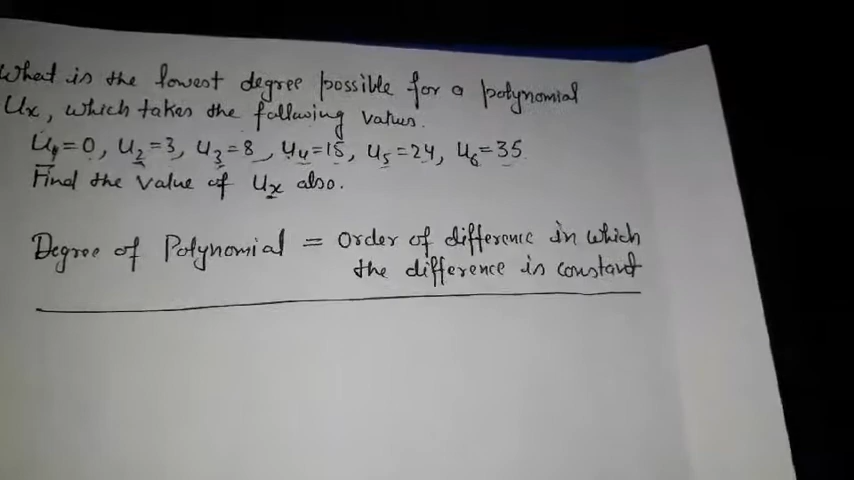 What is the lowest degree possible for a polynomial
Ux, which takes the following values.
U1=0, U2=3, U3=8, U4=15, U5=24, U6=35
Find the value of Ux also.
Degree of Polynomial = Order of difference in which
the difference is constant